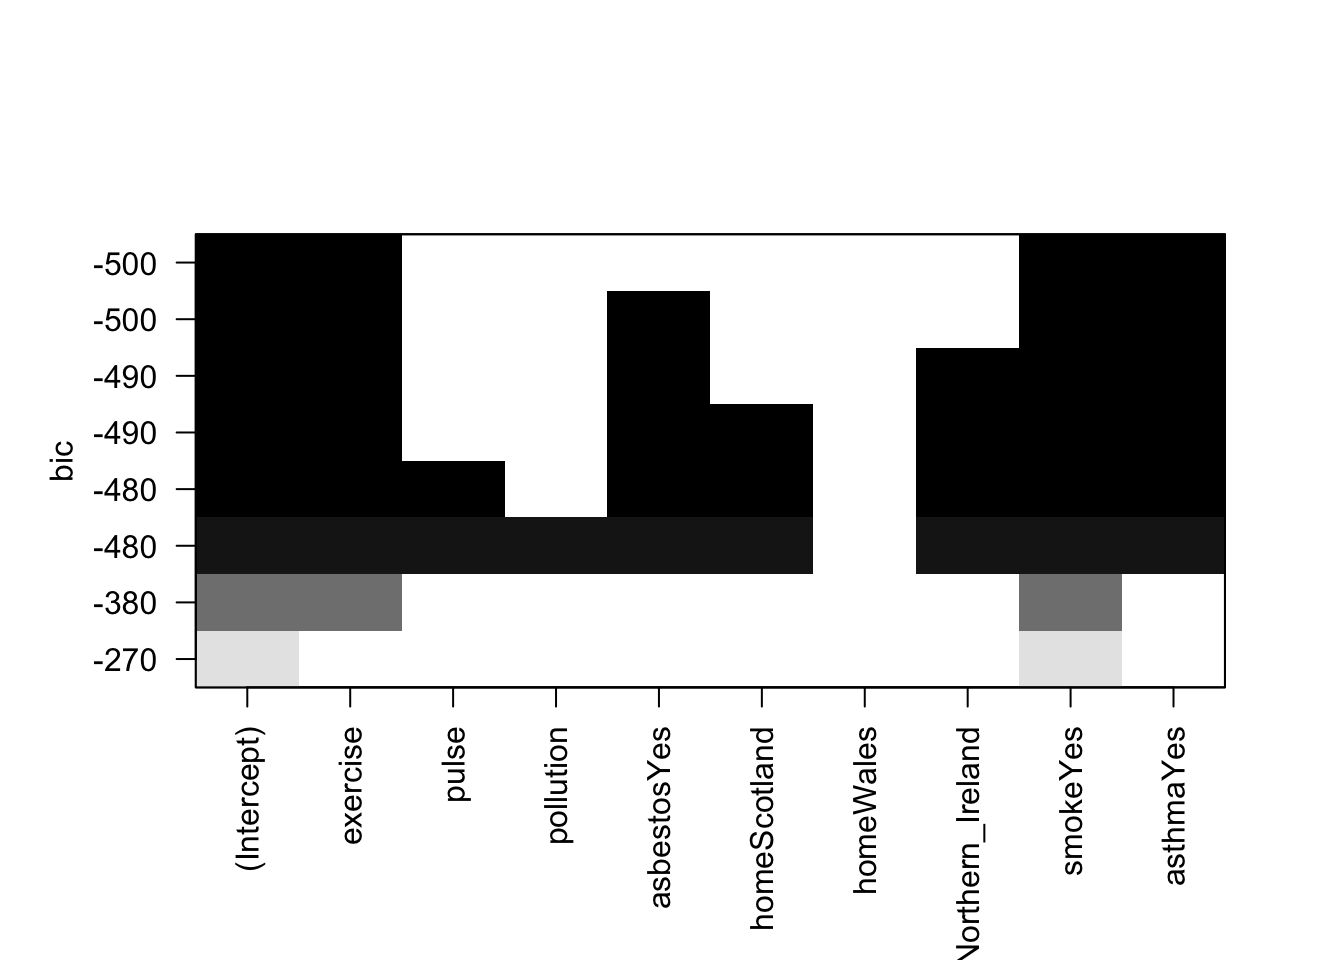 bic
-500
-500
-490
-490
-480
-480
-380
-270
(Intercept)
exercise
pulse
pollution
asbestosYes
homeScotland
homeWales
Northern_Ireland
smokeYes
asthmaYes